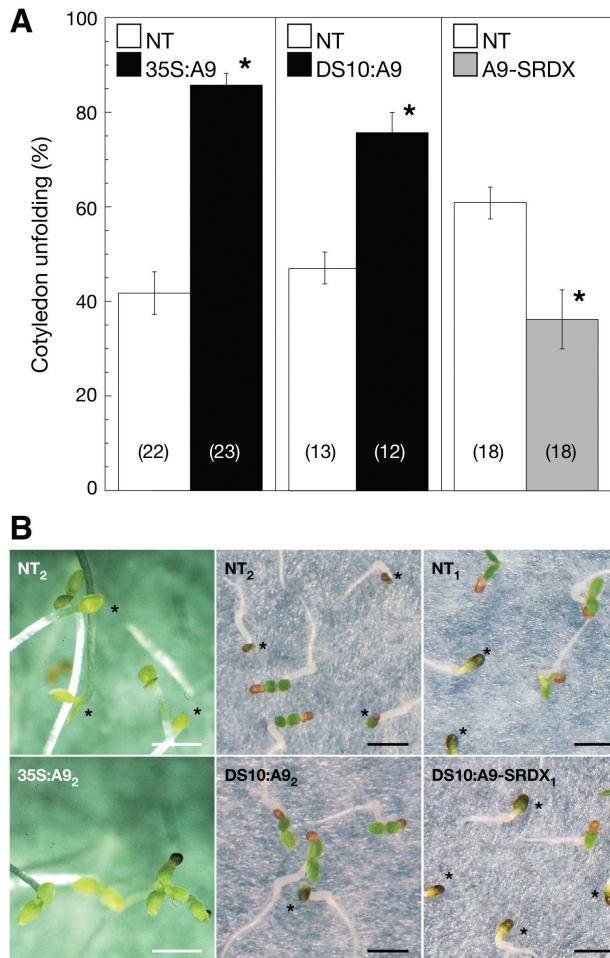 A
Cotyledon unfolding (%)
100
80
60
40
20
0
NT
35S:A9
*
(22)
(23)
NT
DS10:A9
*
(13)
(12)
NT
A9-SRDX
*
(18)
(18)
B
NT2
*
*
*
NT2
*
*
*
NT1
*
*
35S:A92
DS10:A92
*
DS10:A9-SRDX1
*
*
*
*